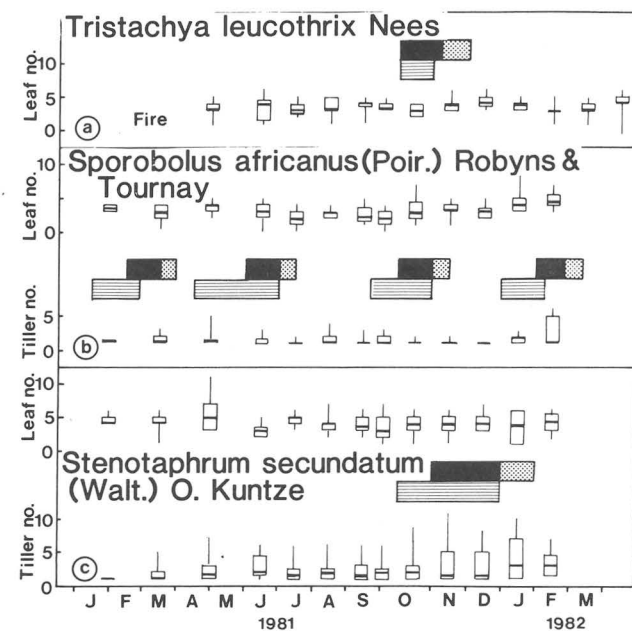 Tristachya leucothrix Nees
Leaf no.
10
5
0
a
Fire
Sporobolus africanus (Poir.) Robyns &
Tournay
Leaf no.
10
0
Tiller no.
5
0
b
Leaf no.
10
5
0
Stenotaphrum secundatum
(Walt.) O. Kuntze
Tiller no.
10
5
0
c
J F M A M J J A S O N D J F M
1981 1982